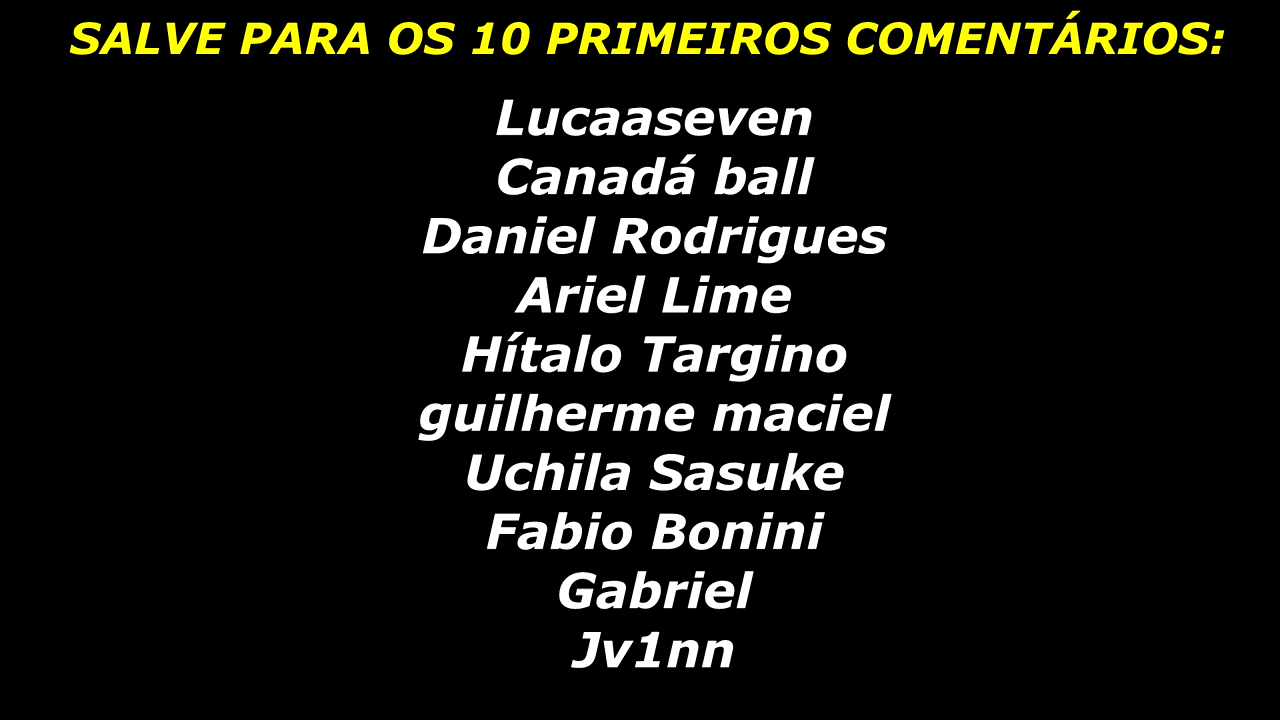 SALVE PARA OS 10 PRIMEIROS COMENTÁRIOS:
Lucaaseven
Canadá ball
Daniel Rodrigues
Ariel Lime
Hítalo Targino
guilherme maciel
Uchila Sasuke
Fabio Bonini
Gabriel
Jv1nn